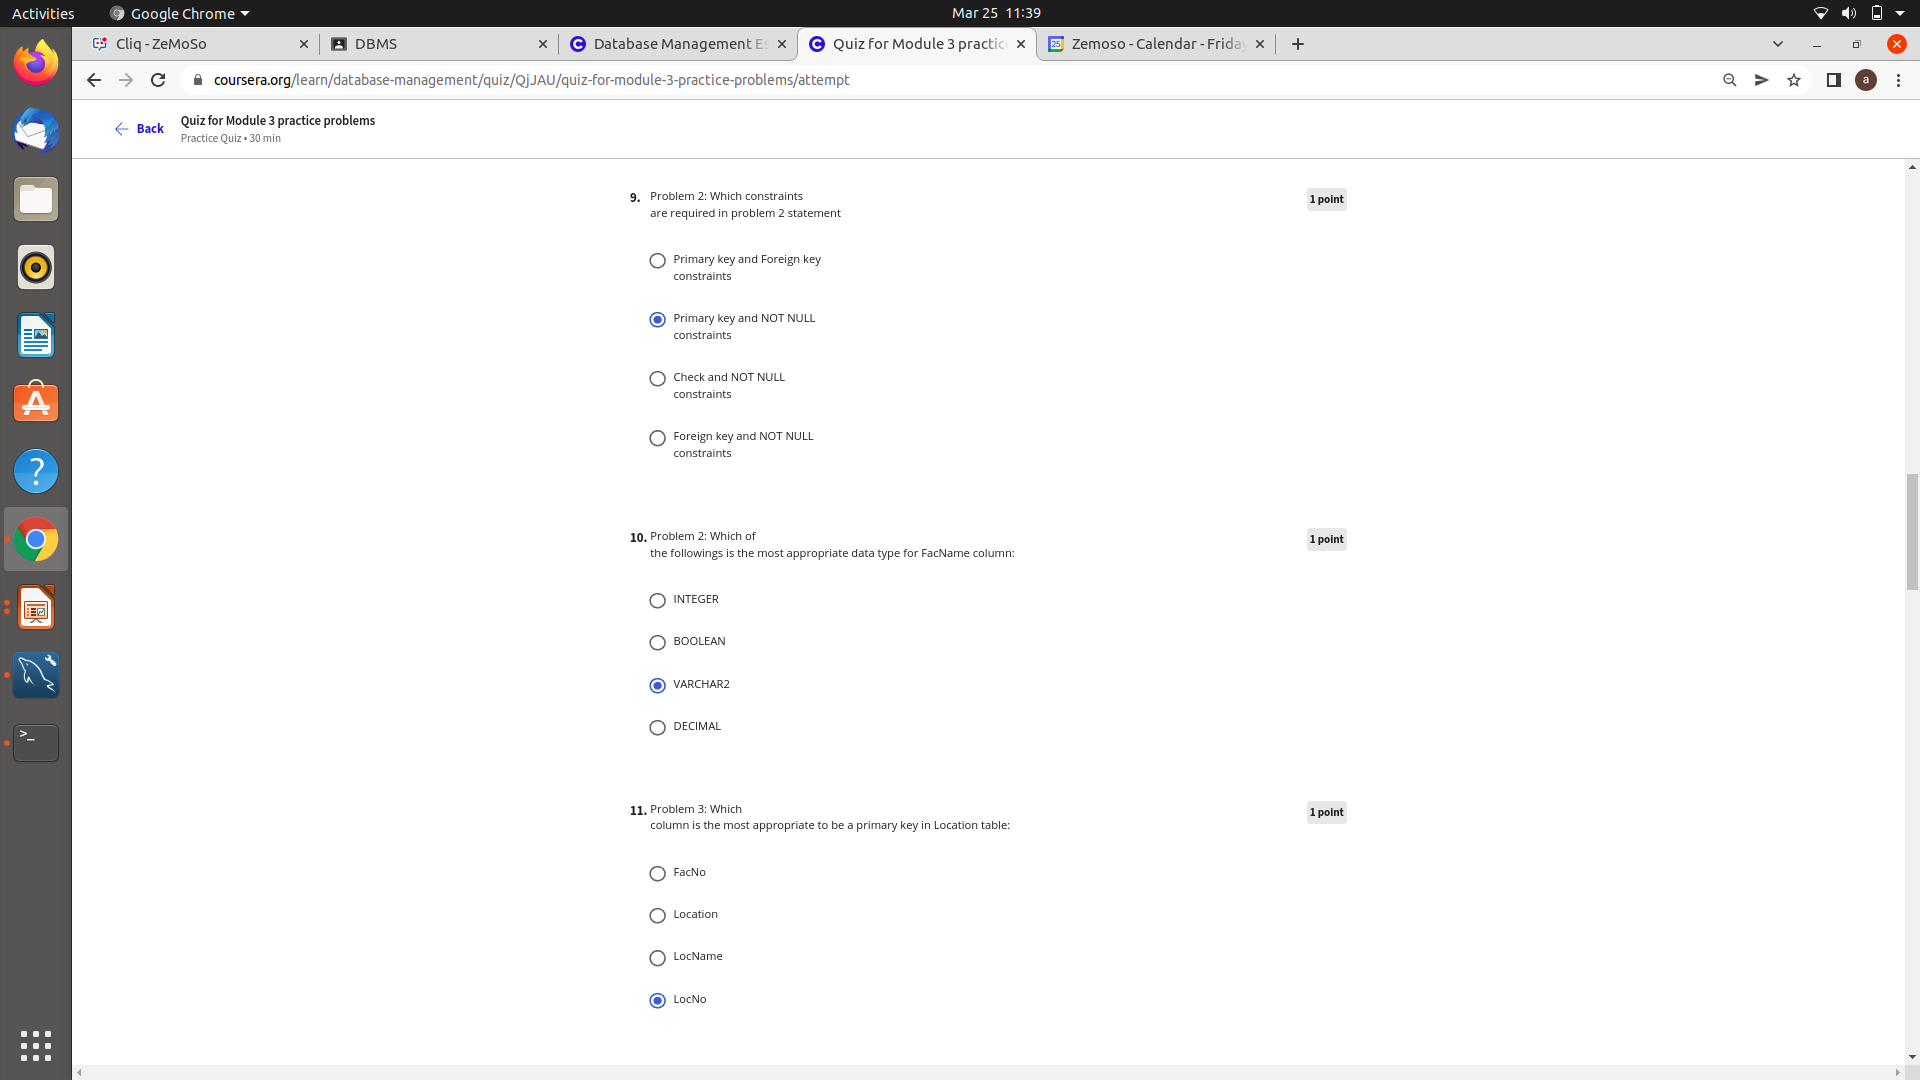 Activities
Google Chrome
Mar 25 11:39
Cliq - ZeMoSo
DBMS
Database Management Es
Quiz for Module 3 practic
25
Zemoso - Calendar - Friday
coursera.org/learn/database-management/quiz/QjJAU/quiz-for-module-3-practice-problems/attempt
a
Back
Quiz for Module 3 practice problems
Practice Quiz • 30 min
9. Problem 2: Which constraints
are required in problem 2 statement
1 point
Primary key and Foreign key
constraints
Primary key and NOT NULL
constraints
Check and NOT NULL
constraints
Foreign key and NOT NULL
constraints
10. Problem 2: Which of
the followings is the most appropriate data type for FacName column:
1 point
INTEGER
BOOLEAN
VARCHAR2
DECIMAL
11. Problem 3: Which
column is the most appropriate to be a primary key in Location table:
1 point
FacNo
Location
LocName
LocNo